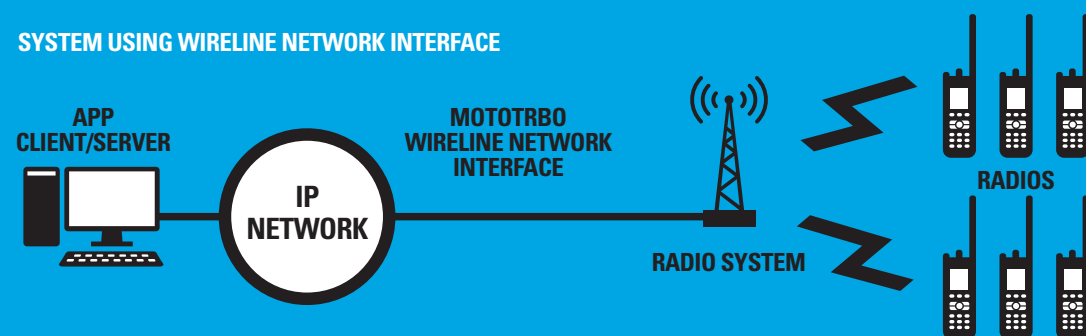 SYSTEM USING WIRELINE NETWORK INTERFACE
APP
CLIENT/SERVER
IP
NETWORK
MOTOTRBO
WIRELINE NETWORK
INTERFACE
RADIO SYSTEM
RADIOS